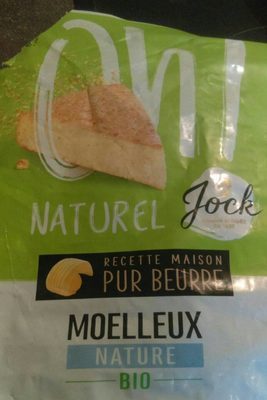 Oh!
NATUREL
Jock
RECETTE MAISON
PUR BEURRE
MOELLEUX
NATURE
BIO